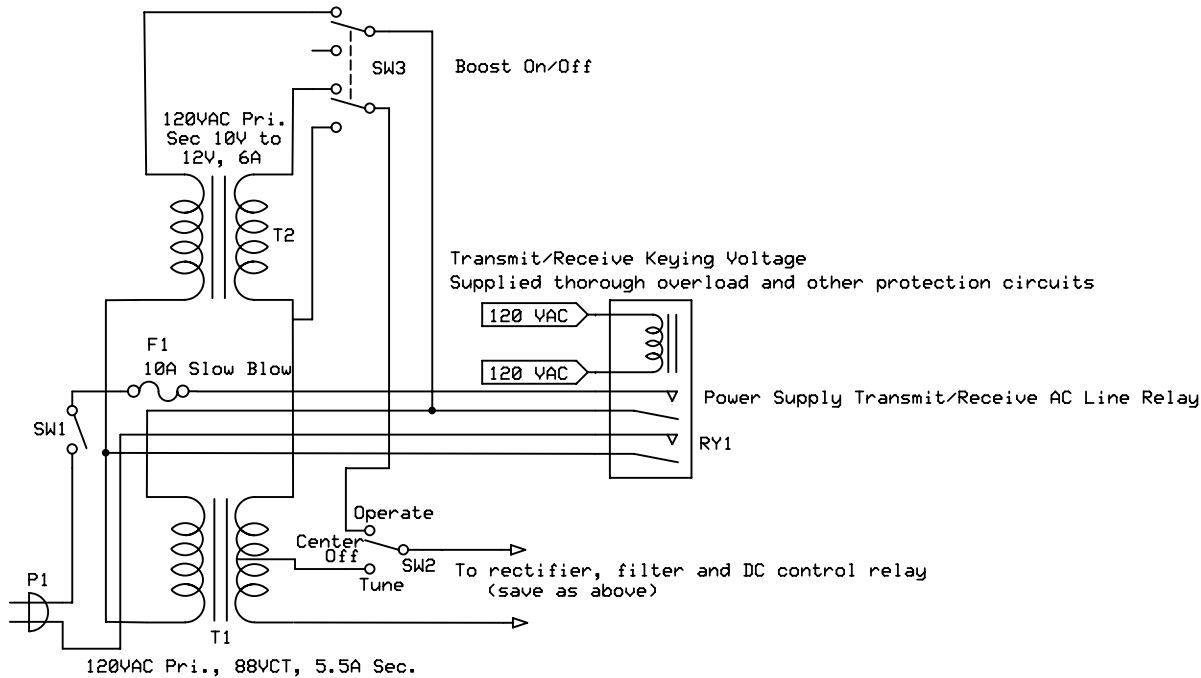 SW3
Boost On/Off
120VAC Pri.
Sec 10V to
12V, 6A
T2
Transmit/Receive Keying Voltage
Supplied thorough overload and other protection circuits
120 VAC
120 VAC
F1
10A Slow Blow
Power Supply Transmit/Receive AC Line Relay
SW1
RY1
Operate
Center
Off
SW2
Tune
To rectifier, filter and DC control relay
(save as above)
P1
T1
120VAC Pri., 88VCT, 5.5A Sec.